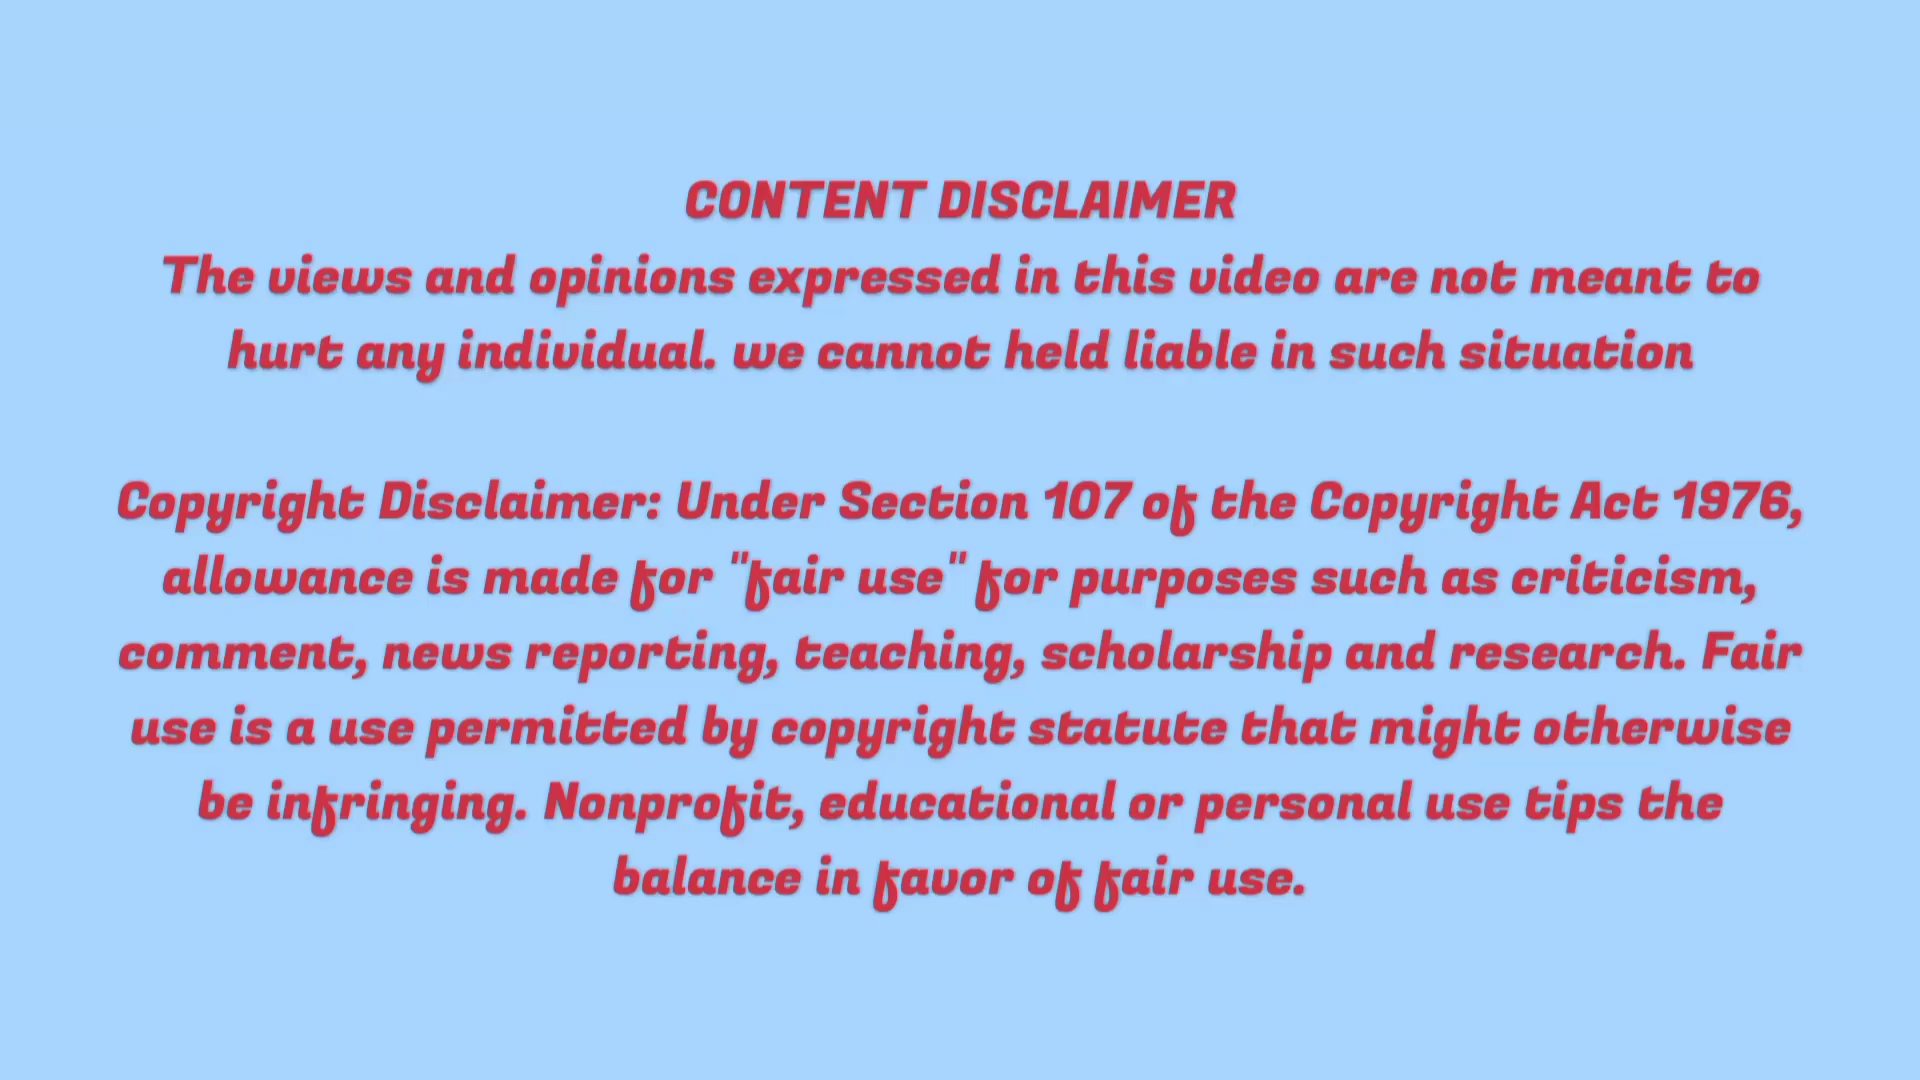 CONTENT DISCLAIMER
The views and opinions expressed in this video are not meant to
hurt any individual. we cannot held liable in such situation
Copyright Disclaimer: Under Section 107 of the Copyright Act 1976,
allowance is made for "fair use" for purposes such as criticism,
comment, news reporting, teaching, scholarship and research. Fair
use is a use permitted by copyright statute that might otherwise
be infringing. Nonprofit, educational or personal use tips the
balance in favor of fair use.